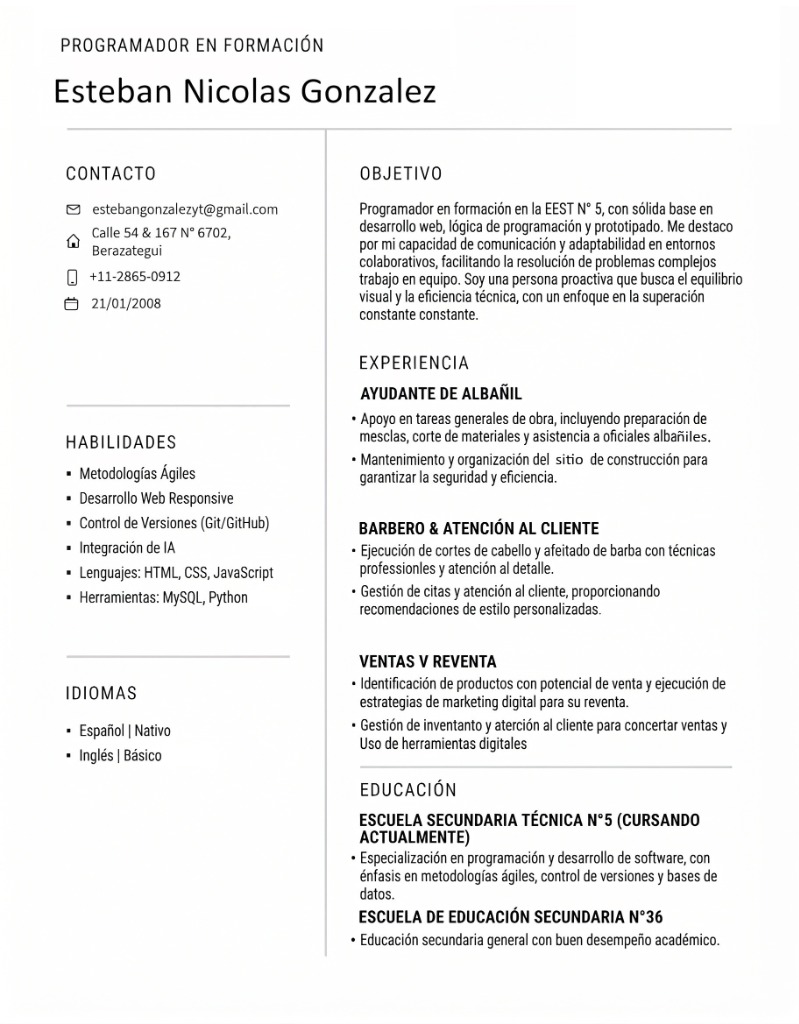 PROGRAMADOR EN FORMACIÓN
Esteban Nicolas Gonzalez
CONTACTO
estebangonzalezyt@gmail.com
Calle 54 & 167 N° 6702,
Berazategui
+11-2865-0912
21/01/2008
HABILIDADES
▪ Metodologías Ágiles
▪ Desarrollo Web Responsive
▪ Control de Versiones (Git/GitHub)
▪ Integración de IA
▪ Lenguajes: HTML, CSS, JavaScript
▪ Herramientas: MySQL, Python
IDIOMAS
▪ Español | Nativo
▪ Inglés | Básico
OBJETIVO
Programador en formación en la EEST N° 5, con sólida base en
desarrollo web, lógica de programación y prototipado. Me destaco
por mi capacidad de comunicación y adaptabilidad en entornos
colaborativos, facilitando la resolución de problemas complejos
trabajo en equipo. Soy una persona proactiva que busca el equilibrio
visual y la eficiencia técnica, con un enfoque en la superación
constante constante.
EXPERIENCIA
AYUDANTE DE ALBAÑIL
• Apoyo en tareas generales de obra, incluyendo preparación de
mesclas, corte de materiales y asistencia a oficiales albañiles.
• Mantenimiento y organización del sitio de construcción para
garantizar la seguridad y eficiencia.
BARBERO & ATENCIÓN AL CLIENTE
• Ejecución de cortes de cabello y afeitado de barba con técnicas
professionles y atención al detalle.
• Gestión de citas y atención al cliente, proporcionando
recomendaciones de estilo personalizadas.
VENTAS V REVENTA
• Identificación de productos con potencial de venta y ejecución de
estrategias de marketing digital para su reventa.
• Gestión de inventanto y aterción al cliente para concertar ventas y
Uso de herramientas digitales
EDUCACIÓN
ESCUELA SECUNDARIA TÉCNICA N°5 (CURSANDO
ACTUALMENTE)
• Especialización en programación y desarrollo de software, con
énfasis en metodologías ágiles, control de versiones y bases de
datos.
ESCUELA DE EDUCACIÓN SECUNDARIA N°36
• Educación secundaria general con buen desempeño académico.